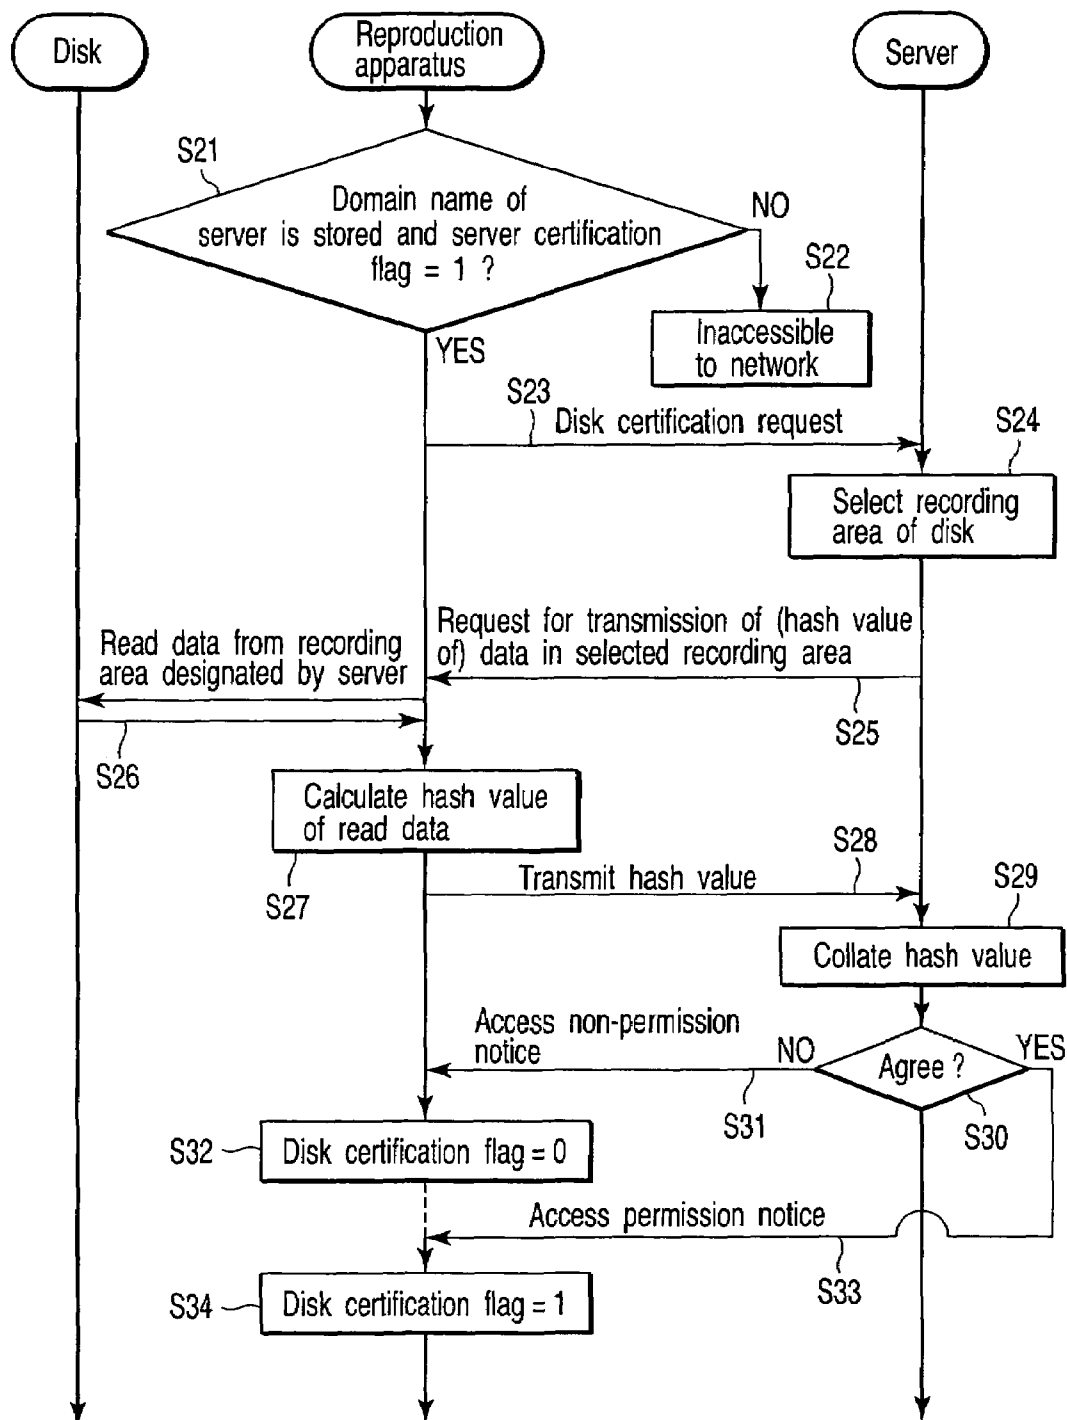 Disk
Reproduction
apparatus
Server
S21
Domain name of
server is stored and server certification
flag = 1 ?
NO
S22
Inaccessible
to network
YES
S23
Disk certification request
S24
Select recording
area of disk
Request for transmission of (hash value
of) data in selected recording area
Read data from recording
area designated by server
S25
S26
Calculate hash value
of read data
S27
S28
Transmit hash value
S29
Collate hash value
Access non-permission
notice
NO
Agree ?
YES
S31
S30
S32
Disk certification flag = 0
Access permission notice
S33
S34
Disk certification flag = 1